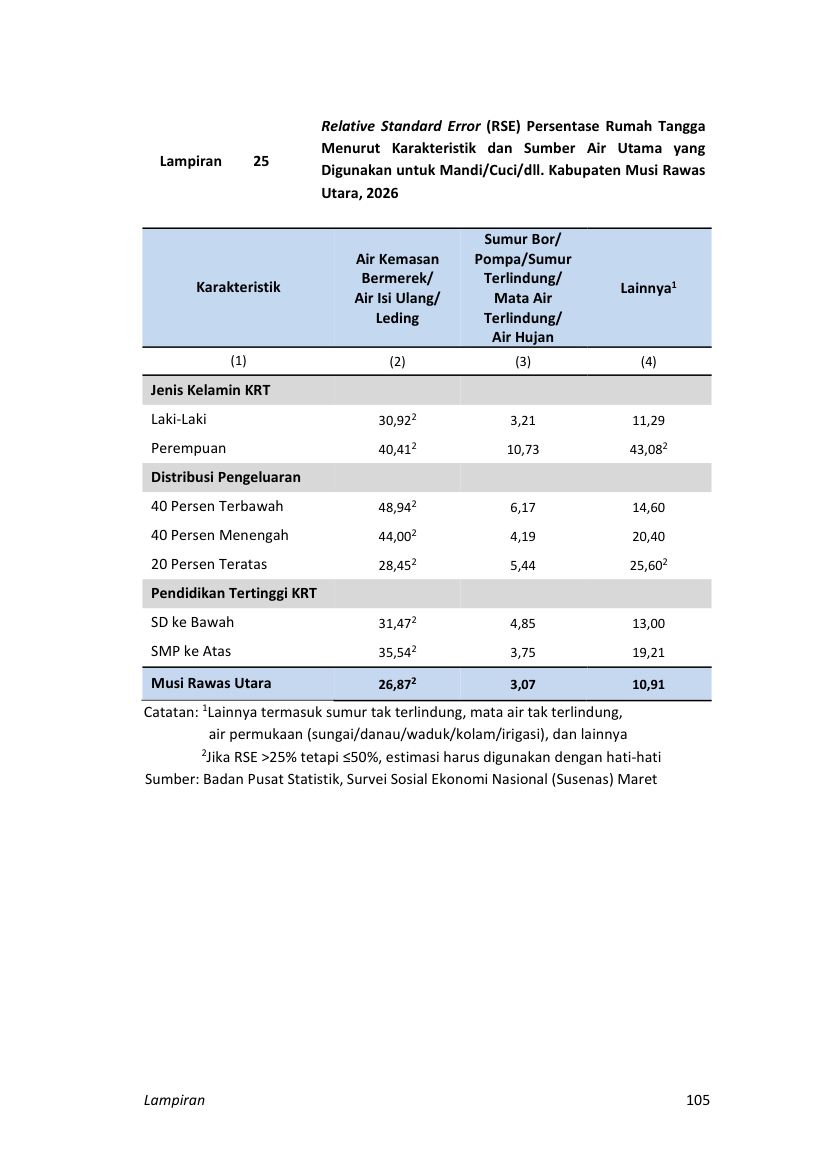 Relative Standard Error (RSE) Persentase Rumah Tangga
Menurut Karakteristik dan Sumber Air Utama yang
Lampiran 25
Digunakan untuk Mandi/Cuci/dll. Kabupaten Musi Rawas
Utara, 2026
Karakteristik
Air Kemasan
Bermerek/
Air Isi Ulang/
Leding
Sumur Bor/
Pompa/Sumur
Terlindung/
Mata Air
Terlindung/
Air Hujan
Lainnya¹
(1) (2) (3) (4)
Jenis Kelamin KRT
Laki-Laki 30,92² 3,21 11,29
Perempuan 40,41² 10,73 43,08²
Distribusi Pengeluaran
40 Persen Terbawah 48,94² 6,17 14,60
40 Persen Menengah 44,00² 4,19 20,40
20 Persen Teratas 28,45² 5,44 25,60²
Pendidikan Tertinggi KRT
SD ke Bawah 31,47² 4,85 13,00
SMP ke Atas 35,54² 3,75 19,21
Musi Rawas Utara 26,87² 3,07 10,91
Catatan: ¹Lainnya termasuk sumur tak terlindung, mata air tak terlindung,
air permukaan (sungai/danau/waduk/kolam/irigasi), dan lainnya
²Jika RSE >25% tetapi ≤50%, estimasi harus digunakan dengan hati-hati
Sumber: Badan Pusat Statistik, Survei Sosial Ekonomi Nasional (Susenas) Maret
Lampiran 105